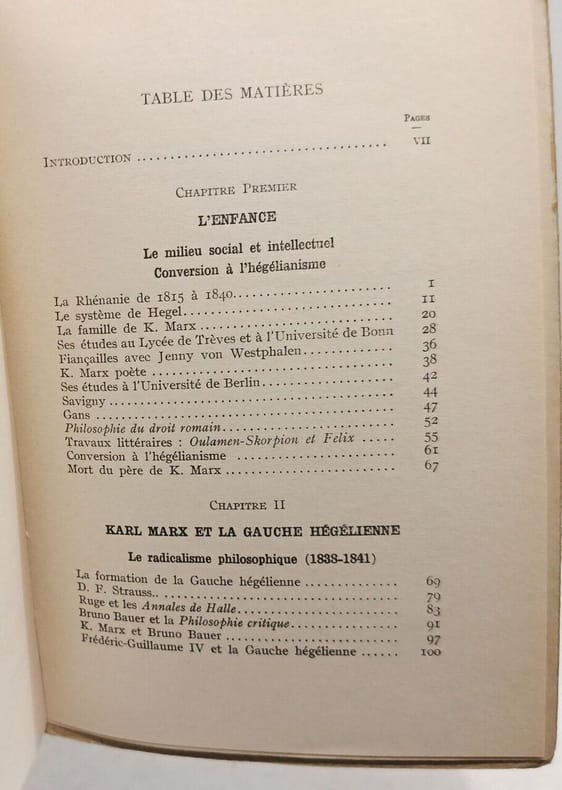 TABLE DES MATIÈRES
PAGES
INTRODUCTION ........................................ VII
CHAPITRE PREMIER
L'ENFANCE
Le milieu social et intellectuel
Conversion à l'hégélianisme
La Rhénanie de 1815 à 1840........................ 1
Le système de Hegel................................ 11
La famille de K. Marx .............................. 20
Ses études au Lycée de Trèves et à l'Université de Bonn 28
Fiançailles avec Jenny von Westphalen............. 36
K. Marx poète ...................................... 38
Ses études à l'Université de Berlin.................... 42
Savigny............................................ 44
Gans .............................................. 47
Philosophie du droit romain.......................... 52
Travaux littéraires : Oulamen-Skorpion et Felix ..... 55
Conversion à l'hégélianisme ........................ 61
Mort du père de K. Marx .......................... 67
CHAPITRE II
KARL MARX ET LA GAUCHE HÉGÉLIENNE
Le radicalisme philosophique (1838-1841)
La formation de la Gauche hégélienne .............. 69
D. F. Strauss.. .................................... 79
Ruge et les Annales de Halle........................ 83
Bruno Bauer et la Philosophie critique................ 91
K. Marx et Bruno Bauer .......................... 97
Frédéric-Guillaume IV et la Gauche hégélienne ...... 100